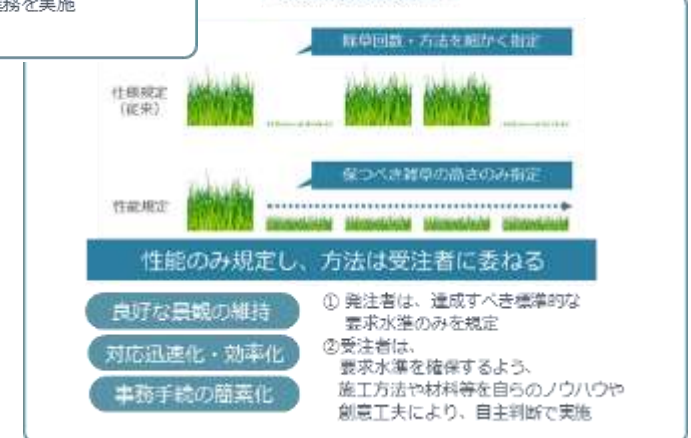 業務を実施
除草回数・方法を細かく指定
仕様規定
(従来)
保つべき雑草の高さのみ指定
性能規定
性能のみ規定し、方法は受注者に委ねる
良好な景観の維持
対応迅速化・効率化
事務手続の簡素化
① 発注者は、達成すべき標準的な
要求水準のみを規定
②受注者は、
要求水準を確保するよう、
施工方法や材料等を自らのノウハウや
創意工夫により、自主判断で実施